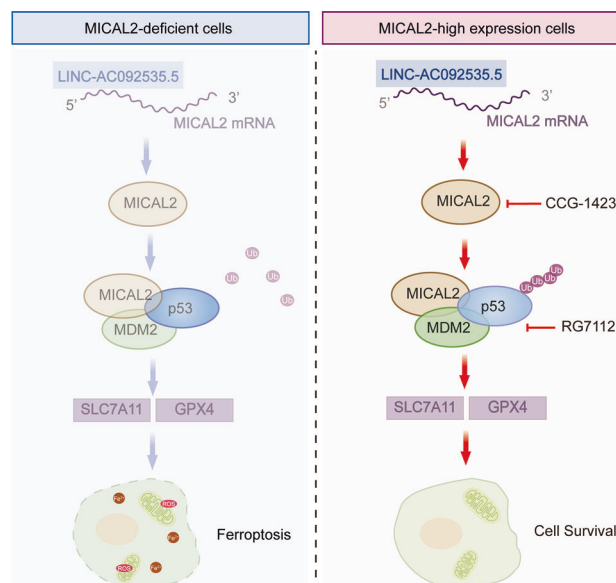 MICAL2-deficient cells
LINC-AC092535.5
5’ 3’
MICAL2 mRNA
MICAL2
Ub
Ub
Ub
Ub
MICAL2
p53
MDM2
SLC7A11 GPX4
Fe²⁺
ROS
Fe²⁺
ROS
Fe²⁺
Ferroptosis
MICAL2-high expression cells
LINC-AC092535.5
5’ 3’
MICAL2 mRNA
MICAL2 CCG-1423
Ub Ub Ub Ub
MICAL2
p53
MDM2
RG7112
SLC7A11 GPX4
Cell Survival